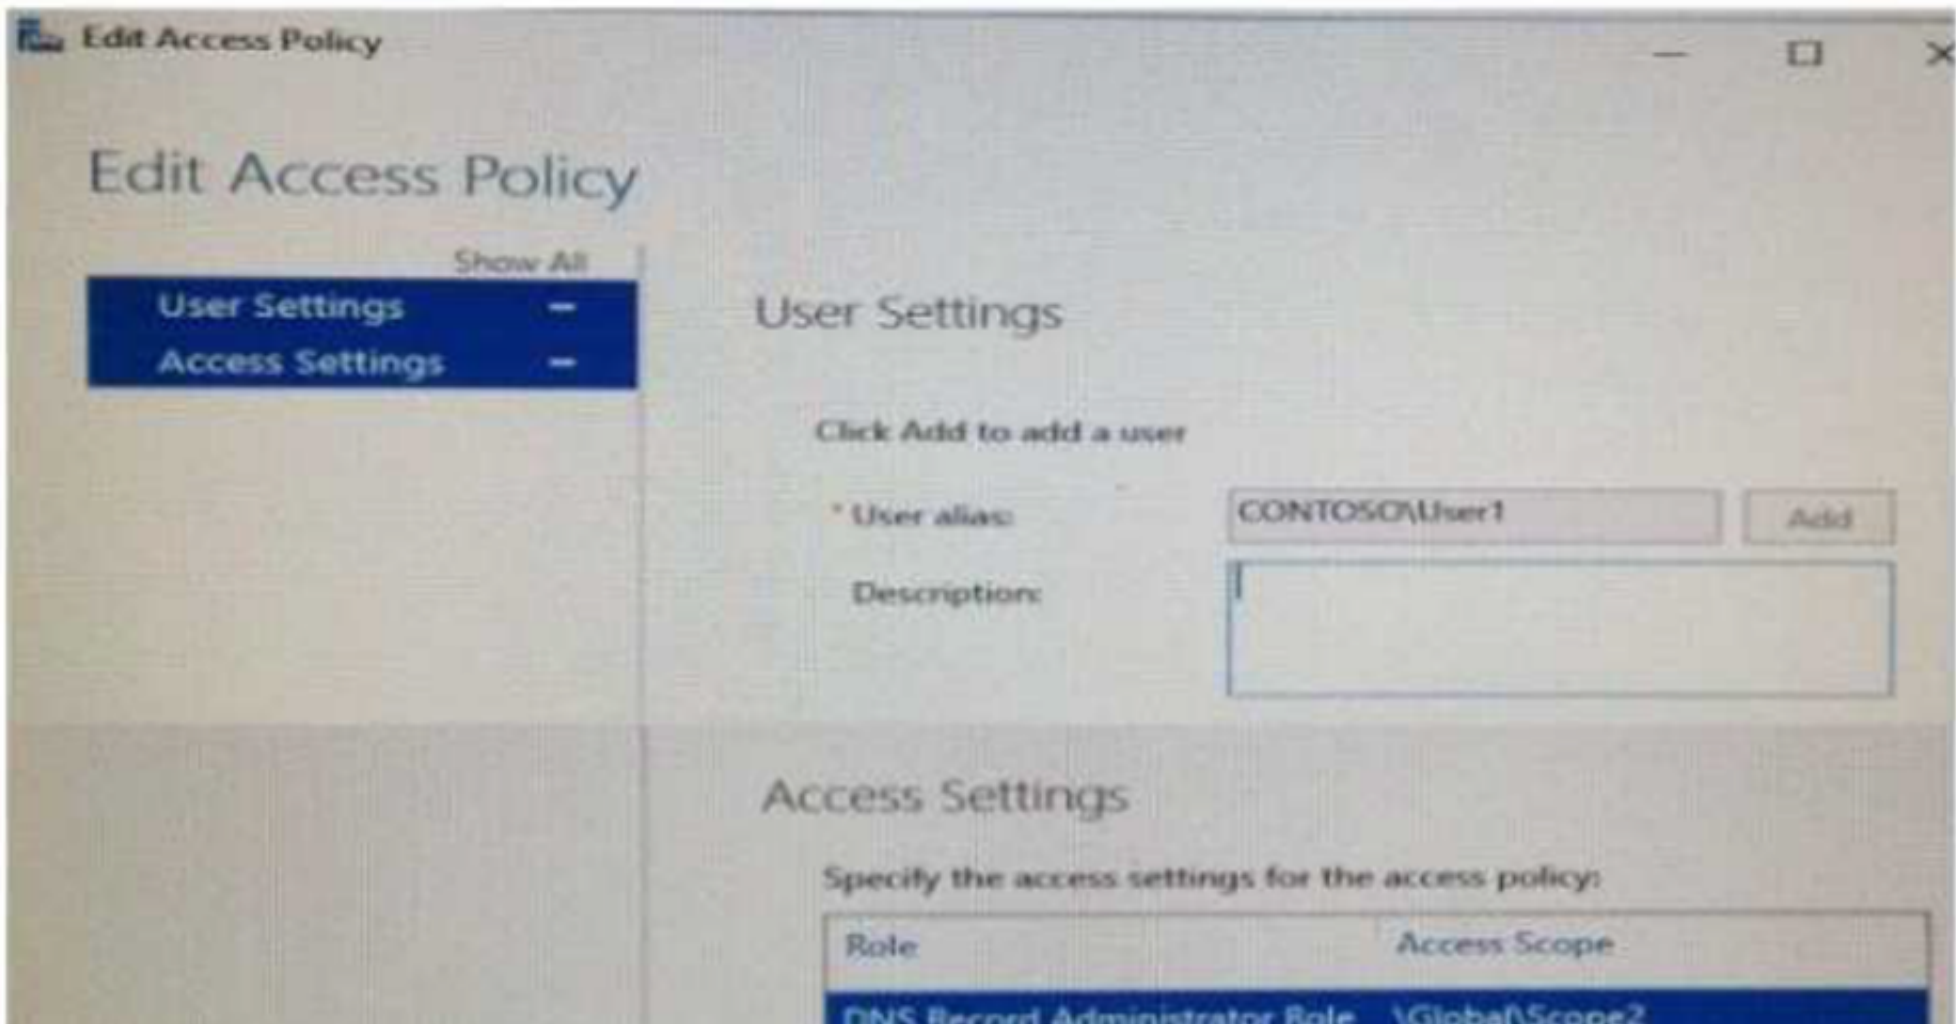 Edit Access Policy
Edit Access Policy
Show All
User Settings
Access Settings
User Settings
Click Add to add a user
* User alias:
CONTOSO\User1
Add
Description:
Access Settings
Specify the access settings for the access policy:
Role
Access Scope
DNS Record Administrator Role
\Global\Scope2